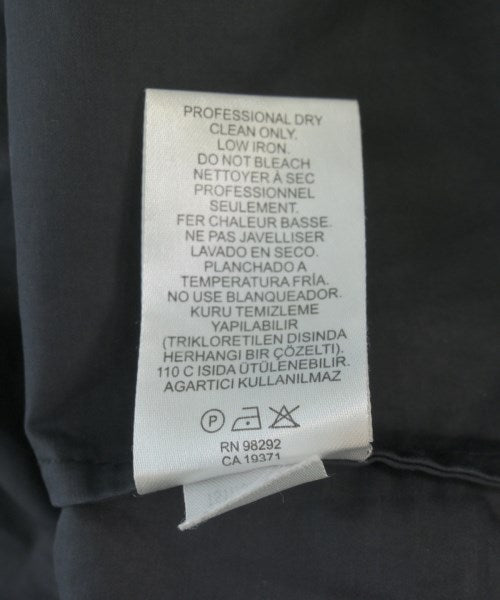 PROFESSIONAL DRY
CLEAN ONLY.
LOW IRON.
DO NOT BLEACH
NETTOYER À SEC
PROFESSIONNEL
SEULEMENT.
FER CHALEUR BASSE.
NE PAS JAVELLISER
LAVADO EN SECO.
PLANCHADO A
TEMPERATURA FRÍA.
NO USE BLANQUEADOR.
KURU TEMIZLEME
YAPILABILIR
(TRIKLORETILEN DISINDA
HERHANGI BIR ÇÖZELTI).
110 C ISIDA ÜTÜLENEBILIR.
AGARTICI KULLANILMAZ
P
RN 98292
CA 19371